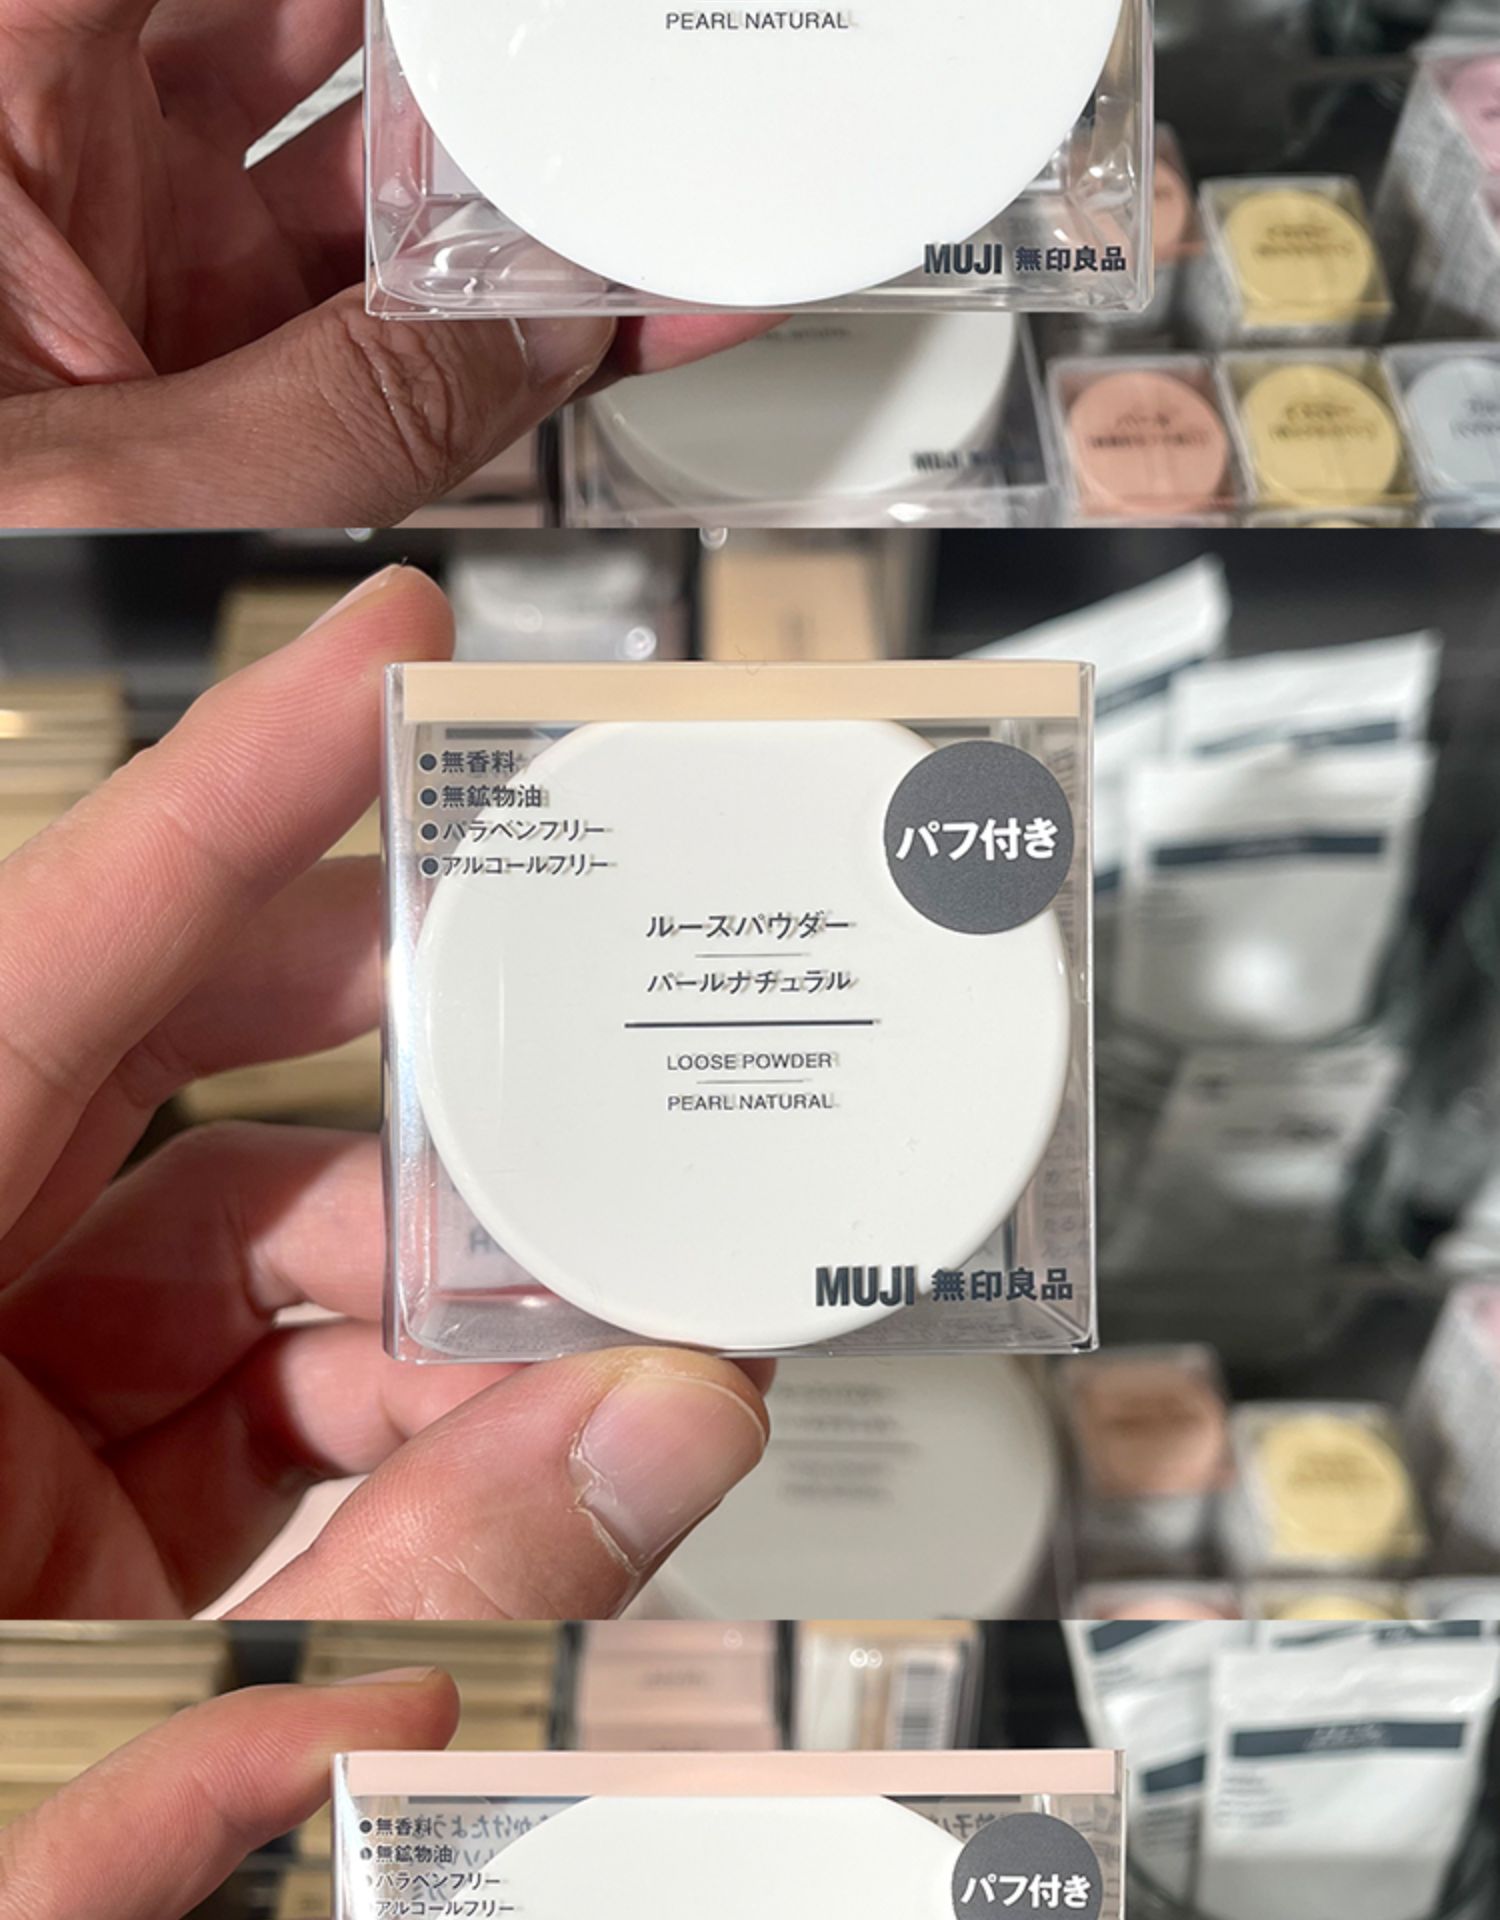 PEARL NATURAL
MUJI 無印良品
MUJI
●無香料
●無鉱物油
●パラベンフリー
●アルコールフリー
パフ付き
ルースパウダー
パールナチュラル
LOOSE POWDER
PEARL NATURAL
MUJI 無印良品
●無香料
●無鉱物油
●パラベンフリー
アルコールフリー
パフ付き